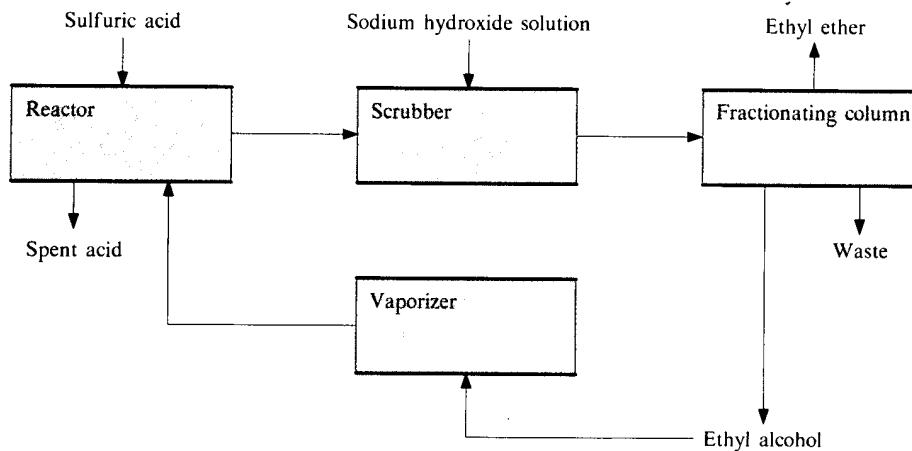 Sulfuric acid
Sodium hydroxide solution
Ethyl ether
Reactor
Scrubber
Fractionating column
Spent acid
Waste
Vaporizer
Ethyl alcohol